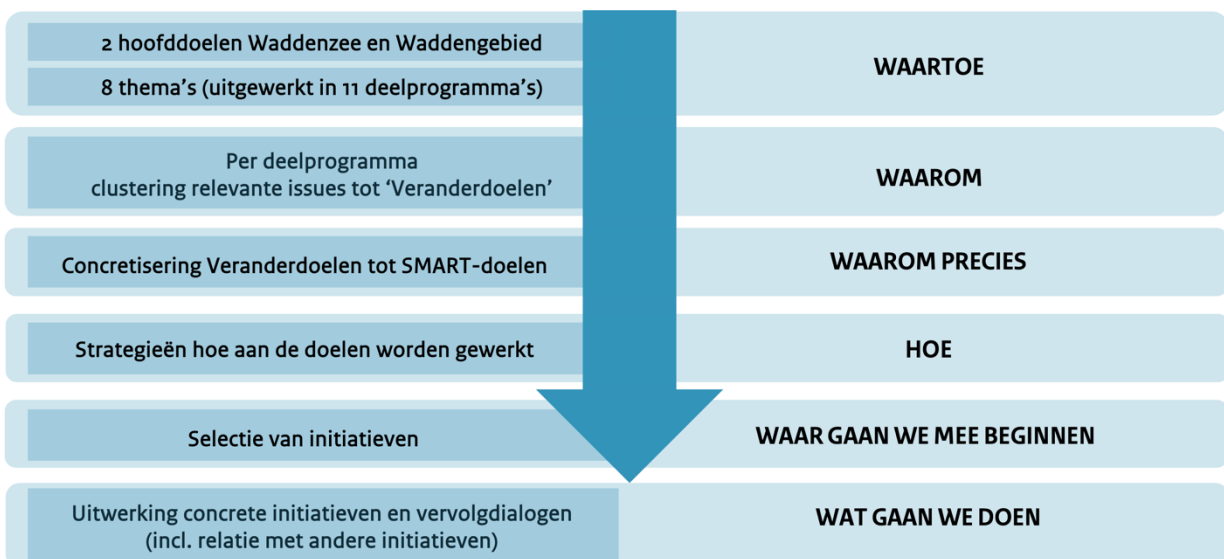 2 hoofddoelen Waddenzee en Waddengebied
8 thema's (uitgewerkt in 11 deelprogramma's)
WAARTOE
Per deelprogramma
clustering relevante issues tot ‘Veranderdoelen’
WAAROM
Concretisering Veranderdoelen tot SMART-doelen
WAAROM PRECIES
Strategieën hoe aan de doelen worden gewerkt
HOE
Selectie van initiatieven
WAAR GAAN WE MEE BEGINNEN
Uitwerking concrete initiatieven en vervolgdialogen
(incl. relatie met andere initiatieven)
WAT GAAN WE DOEN